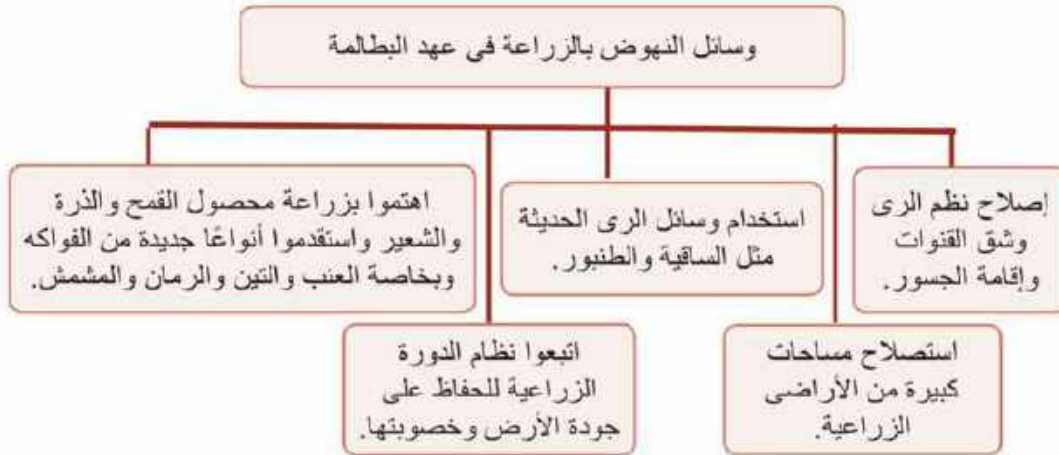 وسائل النهوض بالزراعة فى عهد البطالمة
إصلاح نظم الرى
وشق القنوات
وإقامة الجسور.
استصلاح مساحات
كبيرة من الأراضى
الزراعية.
استخدام وسائل الرى الحديثة
مثل الساقية والطنبور.
اتبعوا نظام الدورة
الزراعية للحفاظ على
جودة الأرض وخصوبتها.
اهتموا بزراعة محصول القمح والذرة
والشعير واستقدموا أنواعًا جديدة من الفواكه
وبخاصة العنب والتين والرمان والمشمش.